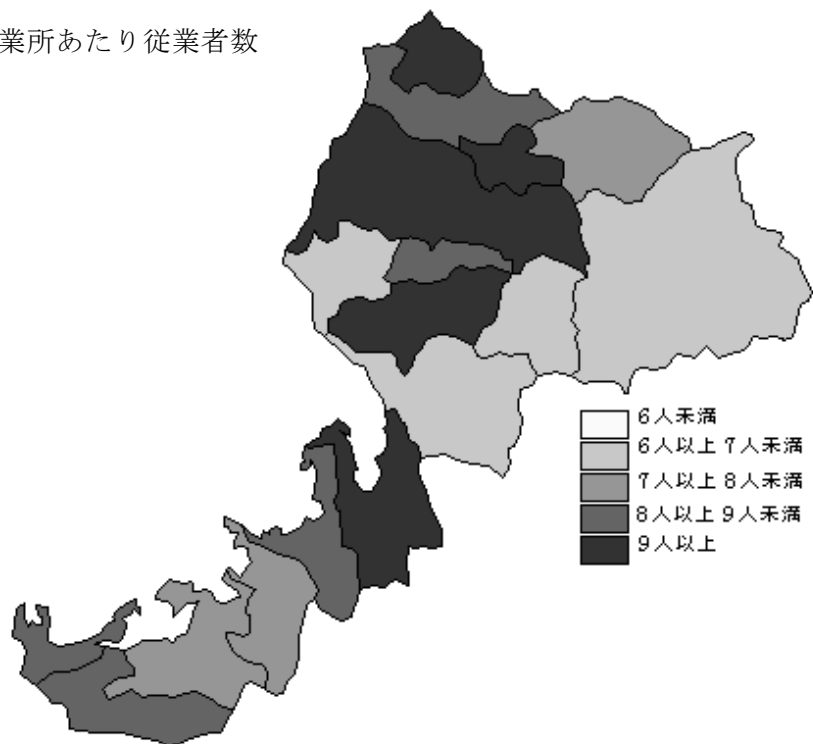 業所あたり従業者数
6人未満
6人以上 7人未満
7人以上 8人未満
8人以上 9人未満
9人以上